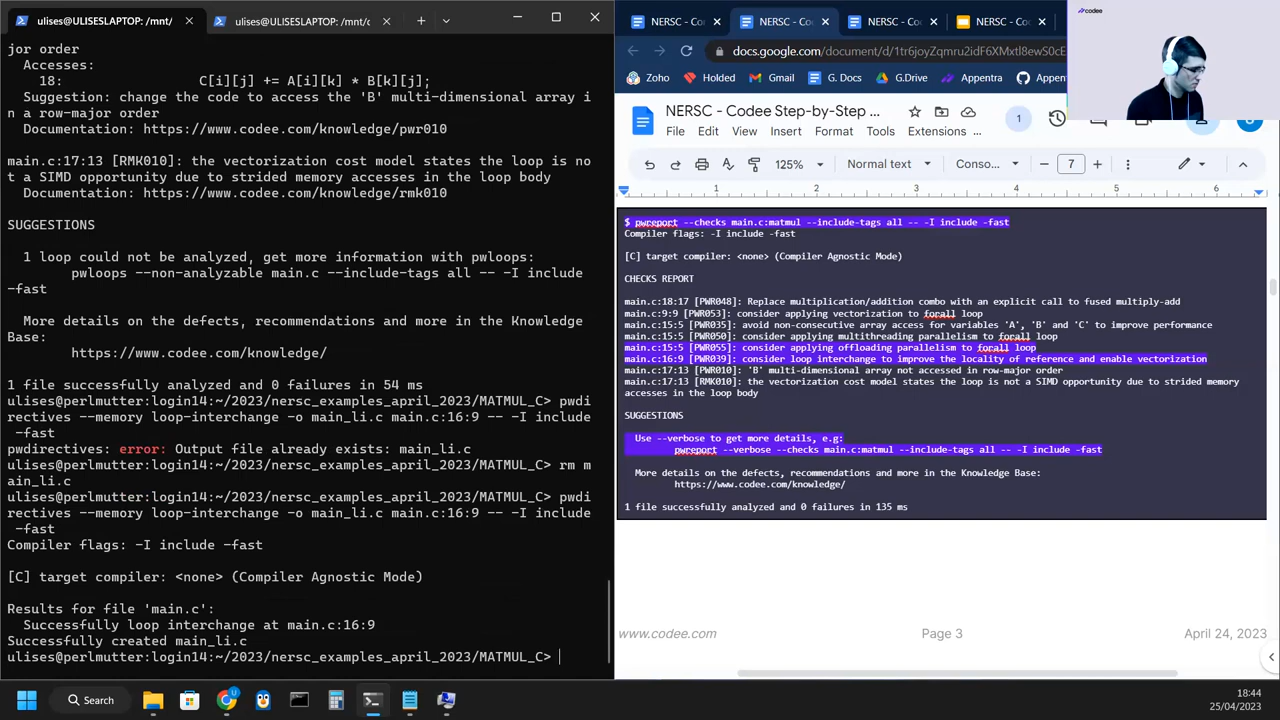 ulises@ULISESLAPTOP: /mnt/
ulises@ULISESLAPTOP: /mnt/c
jor order
Accesses:
18: C[i][j] += A[i][k] * B[k][j];
Suggestion: change the code to access the 'B' multi-dimensional array i
n a row-major order
Documentation: https://www.codee.com/knowledge/pwr010
main.c:17:13 [RMK010]: the vectorization cost model states the loop is no
t a SIMD opportunity due to strided memory accesses in the loop body
Documentation: https://www.codee.com/knowledge/rmk010
SUGGESTIONS
1 loop could not be analyzed, get more information with pwloops:
pwloops --non-analyzable main.c --include-tags all -- -I include
-fast
More details on the defects, recommendations and more in the Knowledge
Base:
https://www.codee.com/knowledge/
1 file successfully analyzed and 0 failures in 54 ms
ulises@perlmutter:login14:~/2023/nersc_examples_april_2023/MATMUL_C> pwdi
rectives --memory loop-interchange -o main_li.c main.c:16:9 -- -I include
-fast
pwdirectives: error: Output file already exists: main_li.c
ulises@perlmutter:login14:~/2023/nersc_examples_april_2023/MATMUL_C> rm m
ain_li.c
ulises@perlmutter:login14:~/2023/nersc_examples_april_2023/MATMUL_C> pwdi
rectives --memory loop-interchange -o main_li.c main.c:16:9 -- -I include
-fast
Compiler flags: -I include -fast
[C] target compiler: <none> (Compiler Agnostic Mode)
Results for file 'main.c':
Successfully loop interchange at main.c:16:9
Successfully created main_li.c
ulises@perlmutter:login14:~/2023/nersc_examples_april_2023/MATMUL_C>
NERSC - Co
NERSC - Co
NERSC - Co
NERSC - Co
codee
docs.google.com/document/d/1tr6joyZqmru2idF6XMxtl8ewS0cE
Zoho
Holded
Gmail
G. Docs
G.Drive
Appentra
Appen
NERSC - Codee Step-by-Step ...
1
File Edit View Insert Format Tools Extensions ...
125% Normal text Conso... 7
1 2 3 4 5 6
$ pwreport --checks main.c:matmul --include-tags all -- -I include -fast
Compiler flags: -I include -fast
[C] target compiler: <none> (Compiler Agnostic Mode)
CHECKS REPORT
main.c:18:17 [PWR048]: Replace multiplication/addition combo with an explicit call to fused multiply-add
main.c:9:9 [PWR053]: consider applying vectorization to forall loop
main.c:15:5 [PWR035]: avoid non-consecutive array access for variables 'A', 'B' and 'C' to improve performance
main.c:15:5 [PWR050]: consider applying multithreading parallelism to forall loop
main.c:15:5 [PWR055]: consider applying offloading parallelism to forall loop
main.c:16:9 [PWR039]: consider loop interchange to improve the locality of reference and enable vectorization
main.c:17:13 [PWR010]: 'B' multi-dimensional array not accessed in row-major order
main.c:17:13 [RMK010]: the vectorization cost model states the loop is not a SIMD opportunity due to strided memory
accesses in the loop body
SUGGESTIONS
Use --verbose to get more details, e.g:
pwreport --verbose --checks main.c:matmul --include-tags all -- -I include -fast
More details on the defects, recommendations and more in the Knowledge Base:
https://www.codee.com/knowledge/
1 file successfully analyzed and 0 failures in 135 ms
www.codee.com
Page 3
April 24, 2023
Search
18:44
25/04/2023